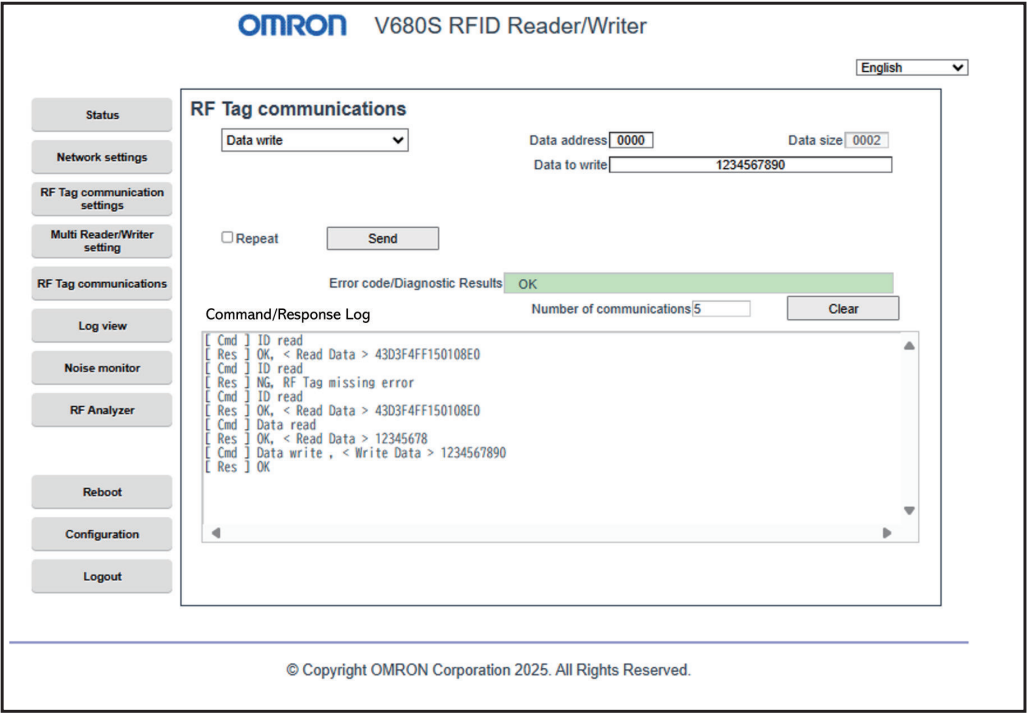 OMRON V680S RFID Reader/Writer
English
Status
Network settings
RF Tag communication
settings
Multi Reader/Writer
setting
RF Tag communications
Log view
Noise monitor
RF Analyzer
Reboot
Configuration
Logout
RF Tag communications
Data write
Data address 0000 Data size 0002
Data to write 1234567890
Repeat Send
Error code/Diagnostic Results OK
Number of communications 5 Clear
Command/Response Log
[ Cmd ] ID read
[ Res ] OK, < Read Data > 43D3F4FF150108E0
[ Cmd ] ID read
[ Res ] NG, RF Tag missing error
[ Cmd ] ID read
[ Res ] OK, < Read Data > 43D3F4FF150108E0
[ Cmd ] Data read
[ Res ] OK, < Read Data > 12345678
[ Cmd ] Data write , < Write Data > 1234567890
[ Res ] OK
© Copyright OMRON Corporation 2025. All Rights Reserved.